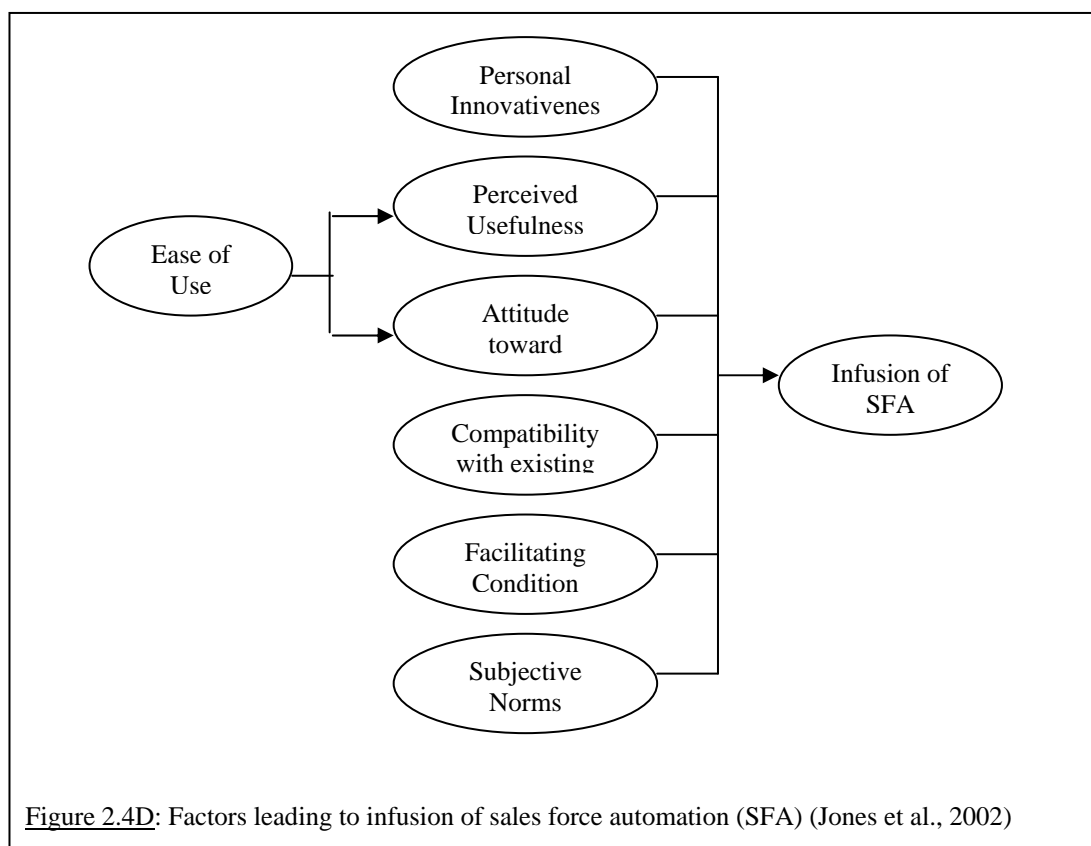 Personal
Innovativenes
Perceived
Usefulness
Ease of
Use
Attitude
toward
Infusion of
SFA
Compatibility
with existing
Facilitating
Condition
Subjective
Norms
Figure 2.4D: Factors leading to infusion of sales force automation (SFA) (Jones et al., 2002)